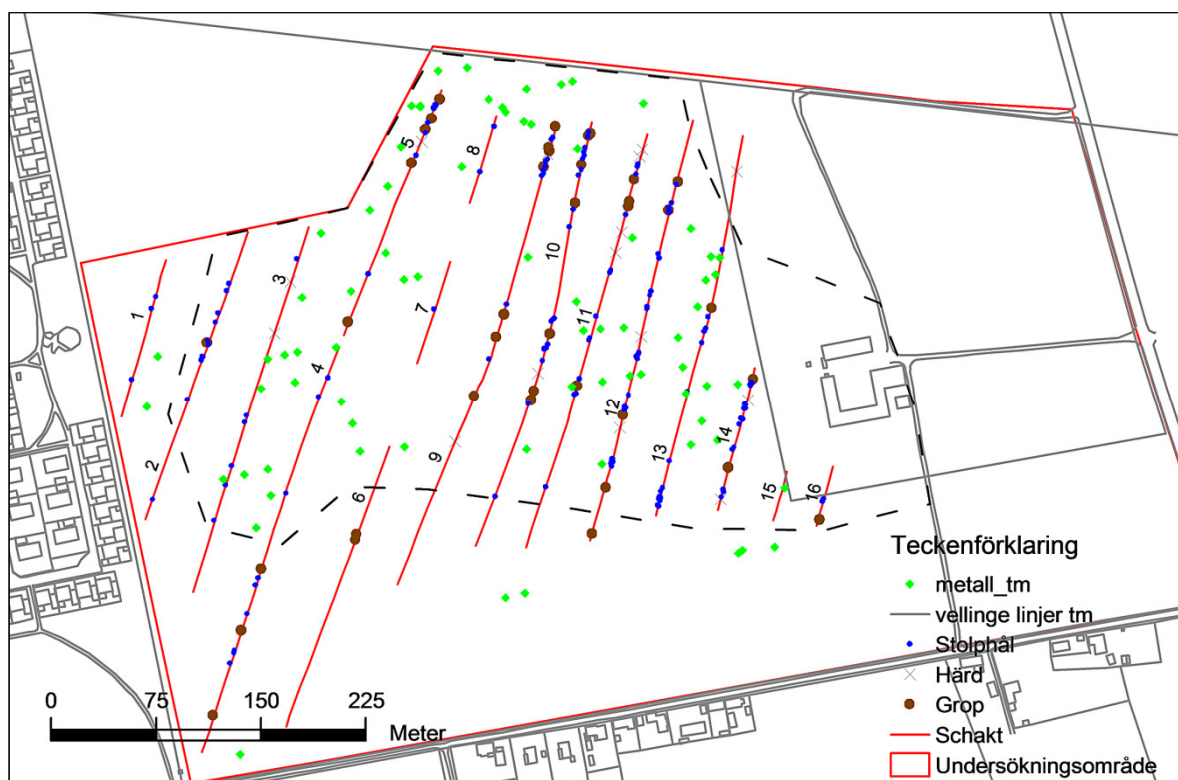 5
8
10
3
1
7
11
4
12
2
9
13
14
6
15
16
Teckenförklaring
metall_tm
vellinge linjer tm
Stolphål
Härd
Grop
Schakt
Undersökningsområde
0 75 150 225
Meter